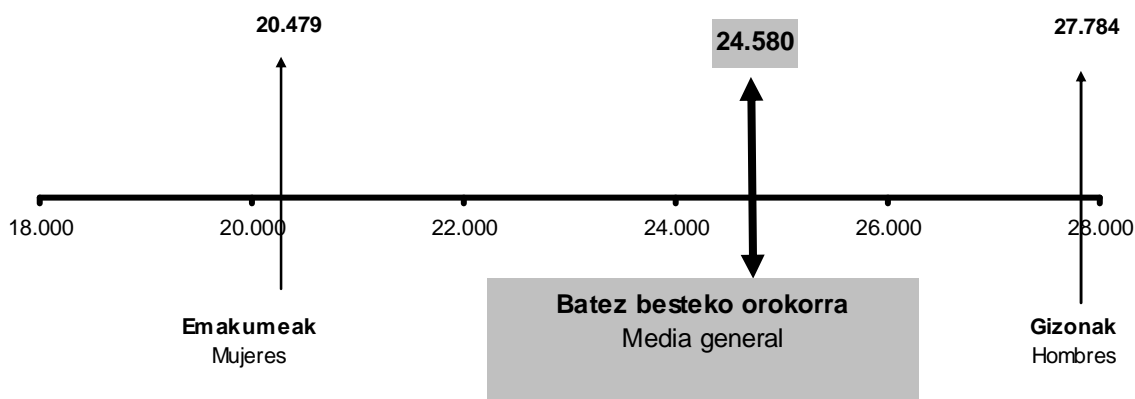 20.479
24.580
27.784
18.000 20.000 22.000 24.000 26.000 28.000
Emakumeak
Mujeres
Batez besteko orokorra
Media general
Gizonak
Hombres